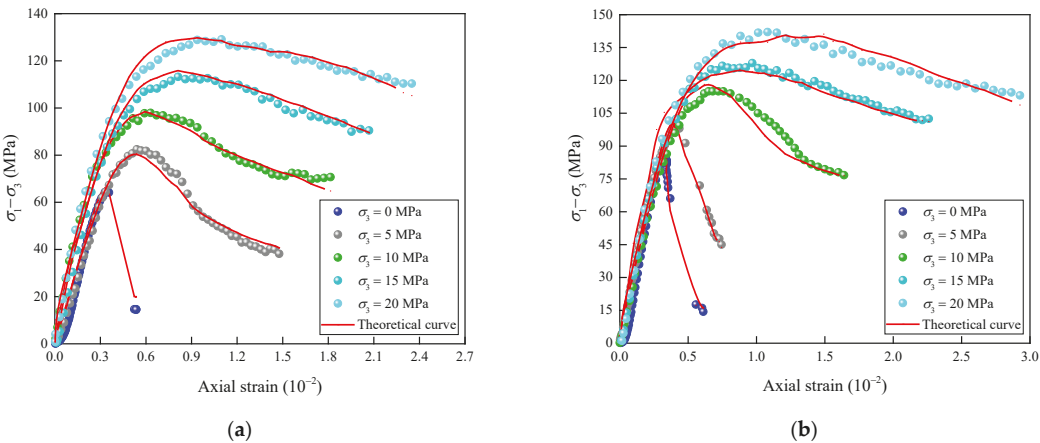 σ₁−σ₃ (MPa)
140
120
100
80
60
40
20
0
0.0 0.3 0.6 0.9 1.2 1.5 1.8 2.1 2.4 2.7
Axial strain (10⁻²)
σ₃ = 0 MPa
σ₃ = 5 MPa
σ₃ = 10 MPa
σ₃ = 15 MPa
σ₃ = 20 MPa
Theoretical curve
(a)
σ₁−σ₃ (MPa)
150
135
120
105
90
75
60
45
30
15
0
0.0 0.5 1.0 1.5 2.0 2.5 3.0
Axial strain (10⁻²)
σ₃ = 0 MPa
σ₃ = 5 MPa
σ₃ = 10 MPa
σ₃ = 15 MPa
σ₃ = 20 MPa
Theoretical curve
(b)